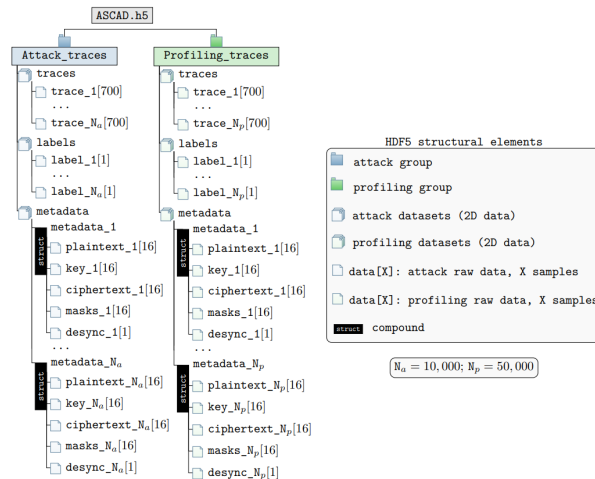 ASCAD.h5
Attack_traces
traces
trace_1[700]
...
trace_Nₐ[700]
labels
label_1[1]
...
label_Nₐ[1]
metadata
metadata_1
struct
plaintext_1[16]
key_1[16]
ciphertext_1[16]
masks_1[16]
desync_1[1]
...
metadata_Nₐ
struct
plaintext_Nₐ[16]
key_Nₐ[16]
ciphertext_Nₐ[16]
masks_Nₐ[16]
desync_Nₐ[1]
Profiling_traces
traces
trace_1[700]
...
trace_Nₚ[700]
labels
label_1[1]
...
label_Nₚ[1]
metadata
metadata_1
struct
plaintext_1[16]
key_1[16]
ciphertext_1[16]
masks_1[16]
desync_1[1]
...
metadata_Nₚ
struct
plaintext_Nₚ[16]
key_Nₚ[16]
ciphertext_Nₚ[16]
masks_Nₚ[16]
desync_Nₚ[1]
HDF5 structural elements
attack group
profiling group
attack datasets (2D data)
profiling datasets (2D data)
data[X]: attack raw data, X samples
data[X]: profiling raw data, X samples
struct compound
Nₐ = 10,000; Nₚ = 50,000